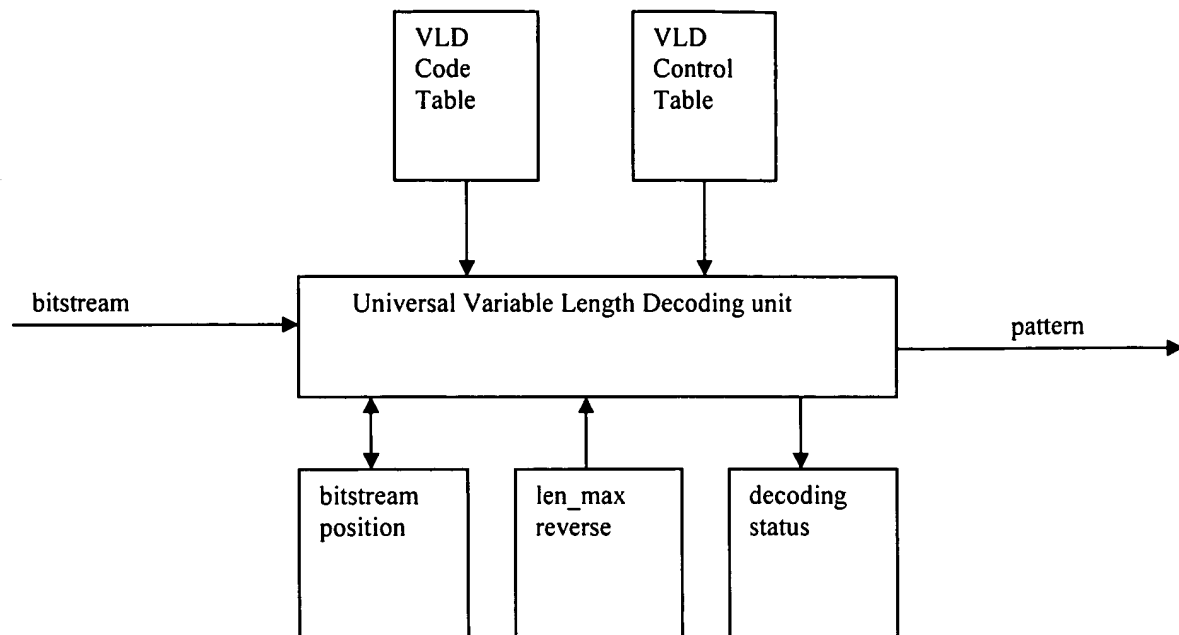 VLD
Code
Table
VLD
Control
Table
bitstream
Universal Variable Length Decoding unit
pattern
bitstream
position
len_max
reverse
decoding
status